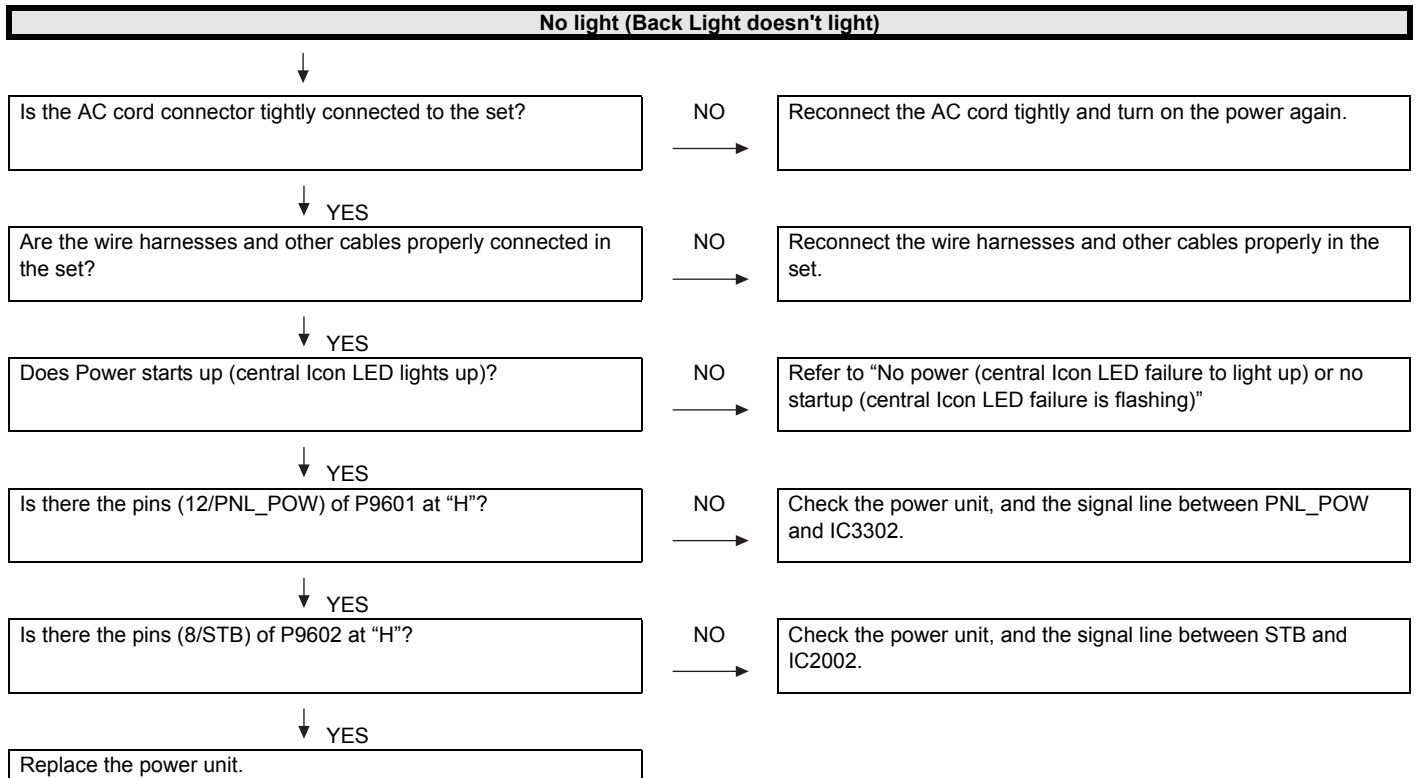 No light (Back Light doesn't light)
Is the AC cord connector tightly connected to the set?
NO
Reconnect the AC cord tightly and turn on the power again.
YES
Are the wire harnesses and other cables properly connected in
the set?
NO
Reconnect the wire harnesses and other cables properly in the
set.
YES
Does Power starts up (central Icon LED lights up)?
NO
Refer to “No power (central Icon LED failure to light up) or no
startup (central Icon LED failure is flashing)”
YES
Is there the pins (12/PNL_POW) of P9601 at “H”?
NO
Check the power unit, and the signal line between PNL_POW
and IC3302.
YES
Is there the pins (8/STB) of P9602 at “H”?
NO
Check the power unit, and the signal line between STB and
IC2002.
YES
Replace the power unit.